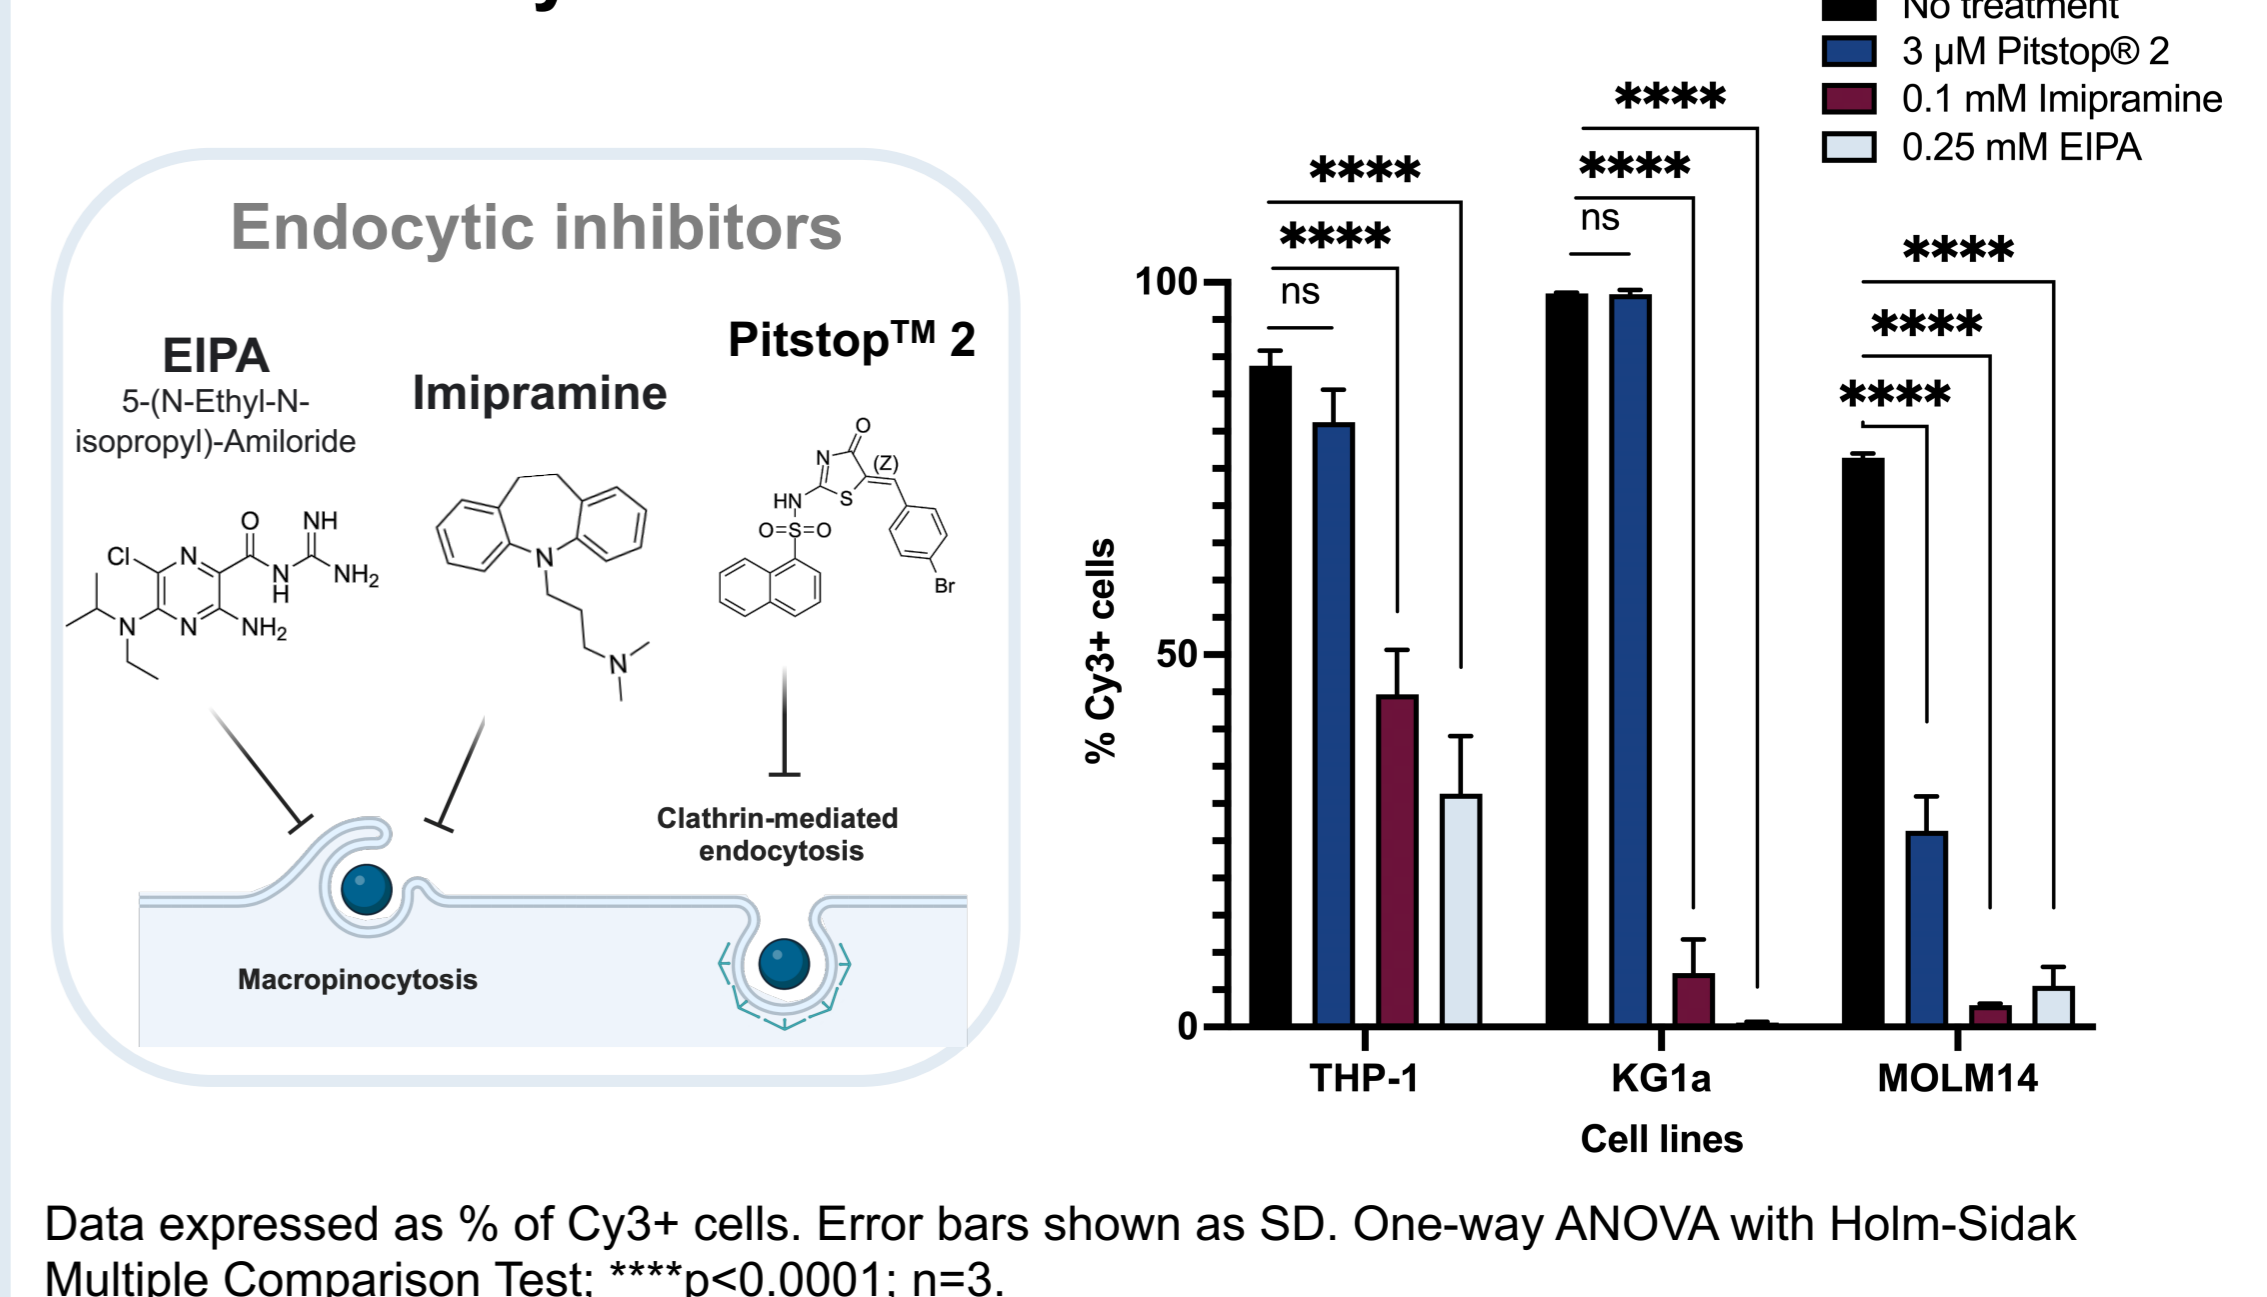 No treatment
3 µM Pitstop® 2
0.1 mM Imipramine
0.25 mM EIPA
Endocytic inhibitors
EIPA
5-(N-Ethyl-N-
isopropyl)-Amiloride
Imipramine
Pitstop™ 2
O
NH
Cl
N
N
H
NH₂
N
N
NH₂
N
N
O
N
(Z)
S
HN
O=S=O
Br
Clathrin-mediated
endocytosis
Macropinocytosis
% Cy3+ cells
100
50
0
****
****
ns
****
****
ns
****
****
****
THP-1
KG1a
MOLM14
Cell lines
Data expressed as % of Cy3+ cells. Error bars shown as SD. One-way ANOVA with Holm-Sidak
Multiple Comparison Test; ****p<0.0001; n=3.